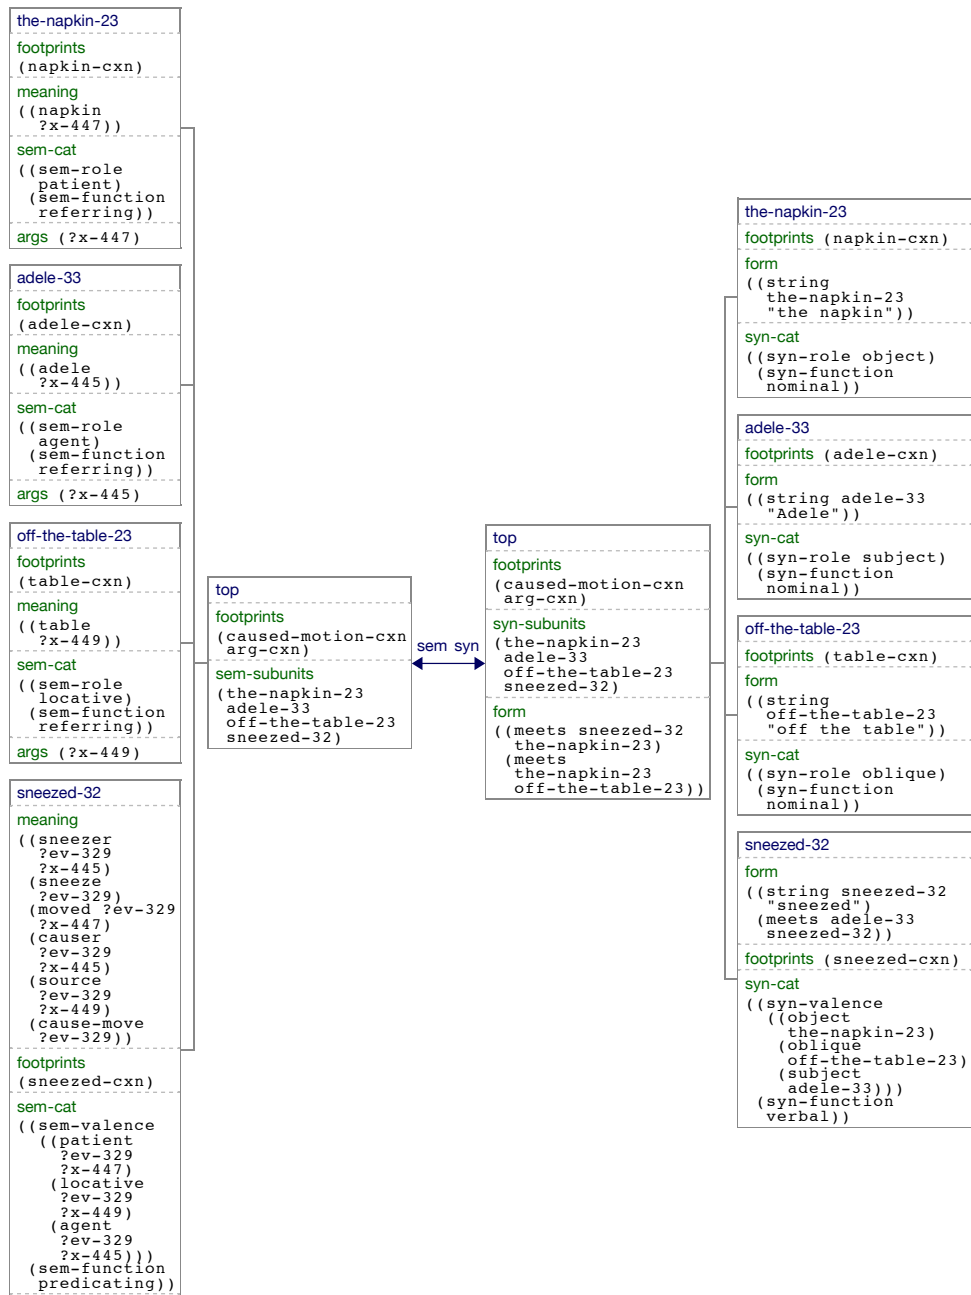 the-napkin-23
footprints
(napkin-cxn)
meaning
((napkin
?x-447))
sem-cat
((sem-role
patient)
(sem-function
referring))
args (?x-447)
adele-33
footprints
(adele-cxn)
meaning
((adele
?x-445))
sem-cat
((sem-role
agent)
(sem-function
referring))
args (?x-445)
off-the-table-23
footprints
(table-cxn)
meaning
((table
?x-449))
sem-cat
((sem-role
locative)
(sem-function
referring))
args (?x-449)
sneezed-32
meaning
((sneezer
?ev-329
?x-445)
(sneeze
?ev-329)
(moved ?ev-329
?x-447)
(causer
?ev-329
?x-445)
(source
?ev-329
?x-449)
(cause-move
?ev-329))
footprints
(sneezed-cxn)
sem-cat
((sem-valence
((patient
?ev-329
?x-447)
(locative
?ev-329
?x-449)
(agent
?ev-329
?x-445)))
(sem-function
predicating))
top
footprints
(caused-motion-cxn
arg-cxn)
sem-subunits
(the-napkin-23
adele-33
off-the-table-23
sneezed-32)
sem syn
top
footprints
(caused-motion-cxn
arg-cxn)
syn-subunits
(the-napkin-23
adele-33
off-the-table-23
sneezed-32)
form
((meets sneezed-32
the-napkin-23)
(meets
the-napkin-23
off-the-table-23))
the-napkin-23
footprints (napkin-cxn)
form
((string
the-napkin-23
"the napkin"))
syn-cat
((syn-role object)
(syn-function
nominal))
adele-33
footprints (adele-cxn)
form
((string adele-33
"Adele"))
syn-cat
((syn-role subject)
(syn-function
nominal))
off-the-table-23
footprints (table-cxn)
form
((string
off-the-table-23
"off the table"))
syn-cat
((syn-role oblique)
(syn-function
nominal))
sneezed-32
form
((string sneezed-32
"sneezed")
(meets adele-33
sneezed-32))
footprints (sneezed-cxn)
syn-cat
((syn-valence
((object
the-napkin-23)
(oblique
off-the-table-23)
(subject
adele-33)))
(syn-function
verbal))